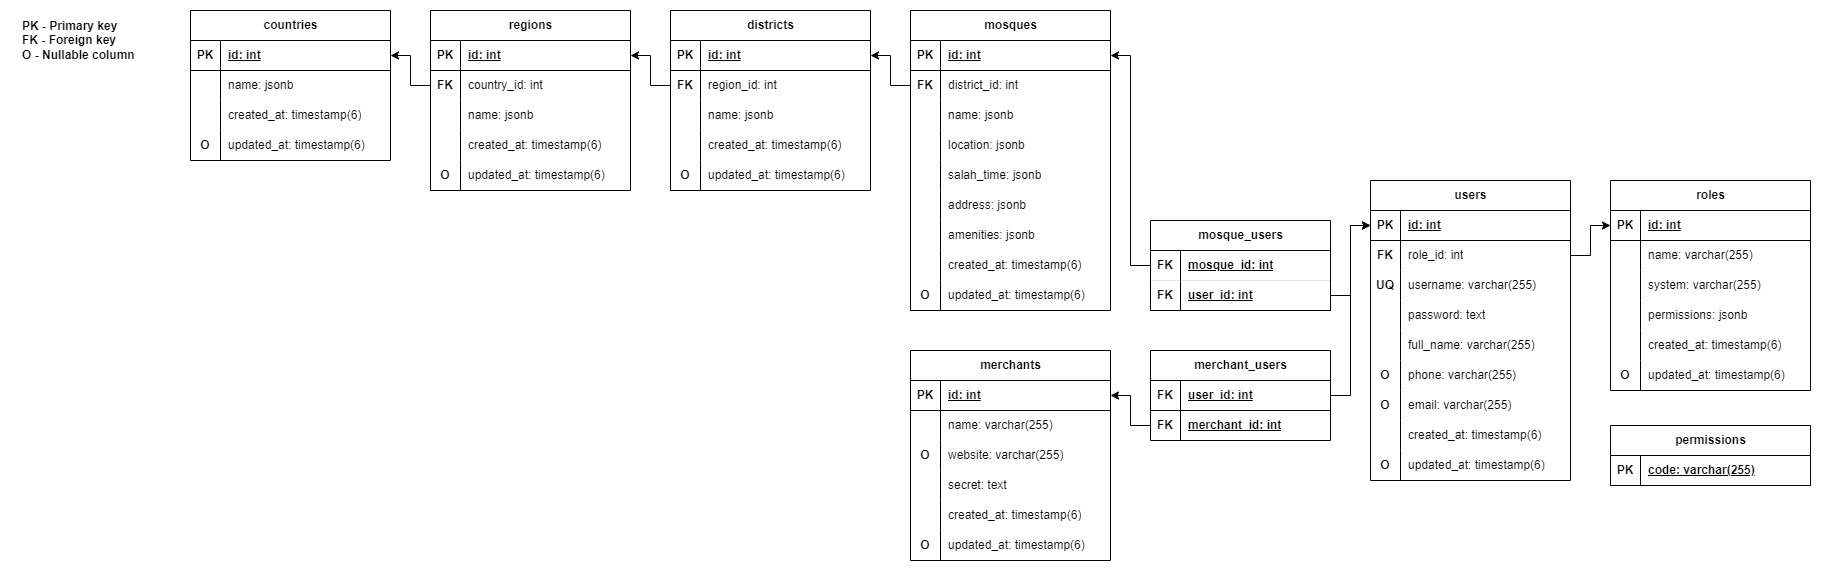 PK - Primary key
FK - Foreign key
O - Nullable column
countries
PK id: int
name: jsonb
created_at: timestamp(6)
O updated_at: timestamp(6)
regions
PK id: int
FK country_id: int
name: jsonb
created_at: timestamp(6)
O updated_at: timestamp(6)
districts
PK id: int
FK region_id: int
name: jsonb
created_at: timestamp(6)
O updated_at: timestamp(6)
mosques
PK id: int
FK district_id: int
name: jsonb
location: jsonb
salah_time: jsonb
address: jsonb
amenities: jsonb
created_at: timestamp(6)
O updated_at: timestamp(6)
mosque_users
FK mosque_id: int
FK user_id: int
merchants
PK id: int
name: varchar(255)
O website: varchar(255)
secret: text
created_at: timestamp(6)
O updated_at: timestamp(6)
merchant_users
FK user_id: int
FK merchant_id: int
users
PK id: int
FK role_id: int
UQ username: varchar(255)
password: text
full_name: varchar(255)
O phone: varchar(255)
O email: varchar(255)
created_at: timestamp(6)
O updated_at: timestamp(6)
roles
PK id: int
name: varchar(255)
system: varchar(255)
permissions: jsonb
created_at: timestamp(6)
O updated_at: timestamp(6)
permissions
PK code: varchar(255)